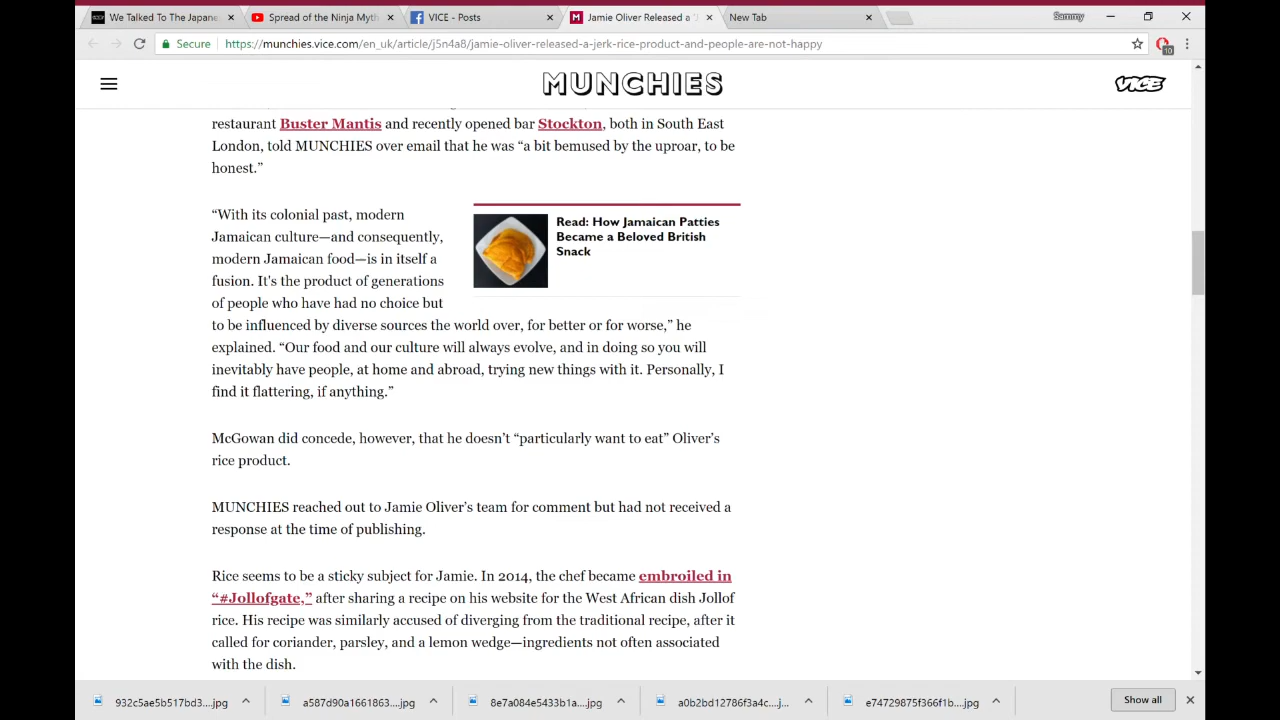 We Talked To The Japane
Spread of the Ninja Myth
VICE - Posts
Jamie Oliver Released a 'J
New Tab
Sammy
Secure
https://munchies.vice.com/en_uk/article/j5n4a8/jamie-oliver-released-a-jerk-rice-product-and-people-are-not-happy
10
MUNCHIES
VICE
restaurant Buster Mantis and recently opened bar Stockton, both in South East
London, told MUNCHIES over email that he was “a bit bemused by the uproar, to be
honest.”
“With its colonial past, modern
Jamaican culture—and consequently,
modern Jamaican food—is in itself a
fusion. It's the product of generations
of people who have had no choice but
to be influenced by diverse sources the world over, for better or for worse,” he
explained. “Our food and our culture will always evolve, and in doing so you will
inevitably have people, at home and abroad, trying new things with it. Personally, I
find it flattering, if anything.”
Read: How Jamaican Patties
Became a Beloved British
Snack
McGowan did concede, however, that he doesn’t “particularly want to eat” Oliver’s
rice product.
MUNCHIES reached out to Jamie Oliver’s team for comment but had not received a
response at the time of publishing.
Rice seems to be a sticky subject for Jamie. In 2014, the chef became embroiled in
“#Jollofgate,” after sharing a recipe on his website for the West African dish Jollof
rice. His recipe was similarly accused of diverging from the traditional recipe, after it
called for coriander, parsley, and a lemon wedge—ingredients not often associated
with the dish.
932c5ae5b517bd3....jpg
a587d90a1661863....jpg
8e7a084e5433b1a....jpg
a0b2bd12786f3a4c...j...
e74729875f366f1b....jpg
Show all